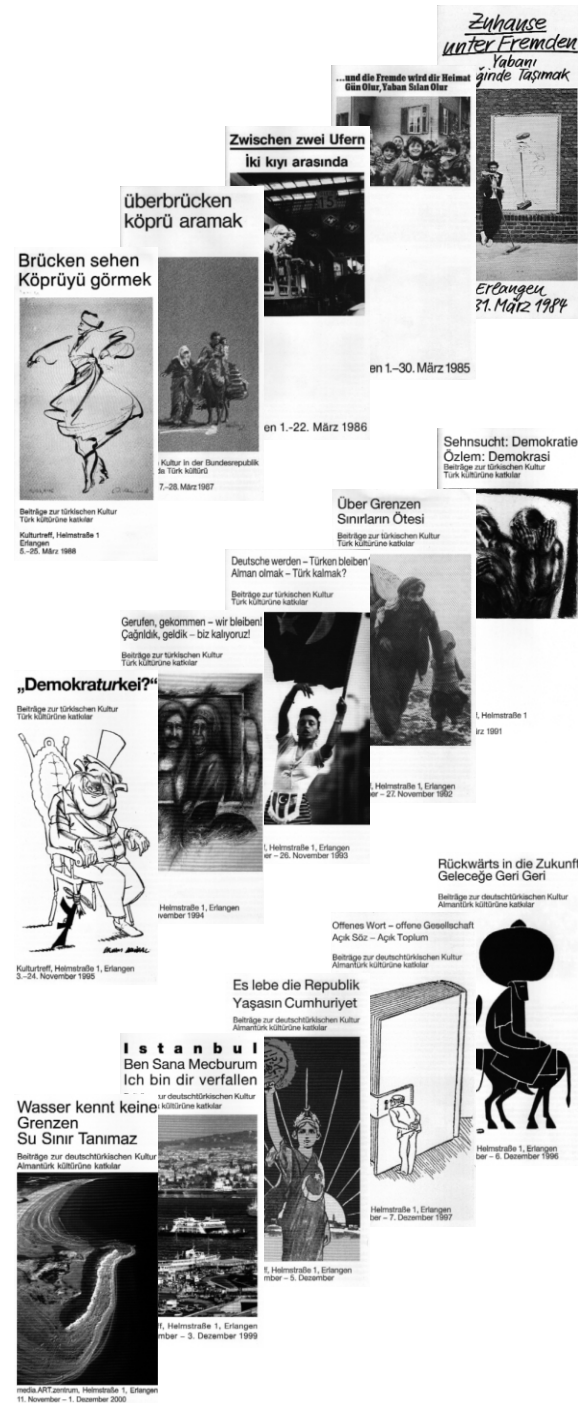 Zuhause
unter Fremden
Yabanı
ğinde Taşımak
Erlangen
31. März 1984
...und die Fremde wird dir Heimat
Gün Olur, Yaban Sılan Olur
en 1.–30. März 1985
Zwischen zwei Ufern
İki kıyı arasında
en 1.-22. März 1986
überbrücken
köprü aramak
Kultur in der Bundesrepublik
da Türk kültürü
7.–28. März 1987
Brücken sehen
Köprüyü görmek
Beiträge zur türkischen Kultur
Türk kültürüne katkılar
Kulturtreff, Helmstraße 1
Erlangen
5.–25. März 1988
Sehnsucht: Demokratie
Özlem: Demokrasi
Beiträge zur türkischen Kultur
Türk kültürüne katkılar
f, Helmstraße 1
ärz 1991
Über Grenzen
Sınırların Ötesi
Beiträge zur türkischen Kultur
Türk kültürüne katkılar
f, Helmstraße 1, Erlangen
er – 27. November 1992
Deutsche werden – Türken bleiben?
Alman olmak – Türk kalmak?
Beiträge zur türkischen Kultur
Türk kültürüne katkılar
f, Helmstraße 1, Erlangen
er – 26. November 1993
Gerufen, gekommen – wir bleiben!
Çağrıldık, geldik – biz kalıyoruz!
Beiträge zur türkischen Kultur
Türk kültürüne katkılar
Helmstraße 1, Erlangen
vember 1994
„Demokraturkei?“
Beiträge zur türkischen Kultur
Türk kültürüne katkılar
Kulturtreff, Helmstraße 1, Erlangen
3.–24. November 1995
Rückwärts in die Zukunft
Geleceğe Geri Geri
Beiträge zur deutschtürkischen Kultur
Almantürk kültürüne katkılar
Helmstraße 1, Erlangen
ber – 6. Dezember 1996
Offenes Wort – offene Gesellschaft
Açık Söz – Açık Toplum
Beiträge zur deutschtürkischen Kultur
Almantürk kültürüne katkılar
Helmstraße 1, Erlangen
ber – 7. Dezember 1997
Es lebe die Republik
Yaşasın Cumhuriyet
Beiträge zur deutschtürkischen Kultur
Almantürk kültürüne katkılar
ff, Helmstraße 1, Erlangen
mber – 5. Dezember
Istanbul
Ben Sana Mecburum
Ich bin dir verfallen
zur deutschtürkischen Kultur
kültürüne katkılar
ff, Helmstraße 1, Erlangen
mber – 3. Dezember 1999
Wasser kennt keine
Grenzen
Su Sınır Tanımaz
Beiträge zur deutschtürkischen Kultur
Almantürk kültürüne katkılar
media.ART.zentrum, Helmstraße 1, Erlangen
11. November – 1. Dezember 2000